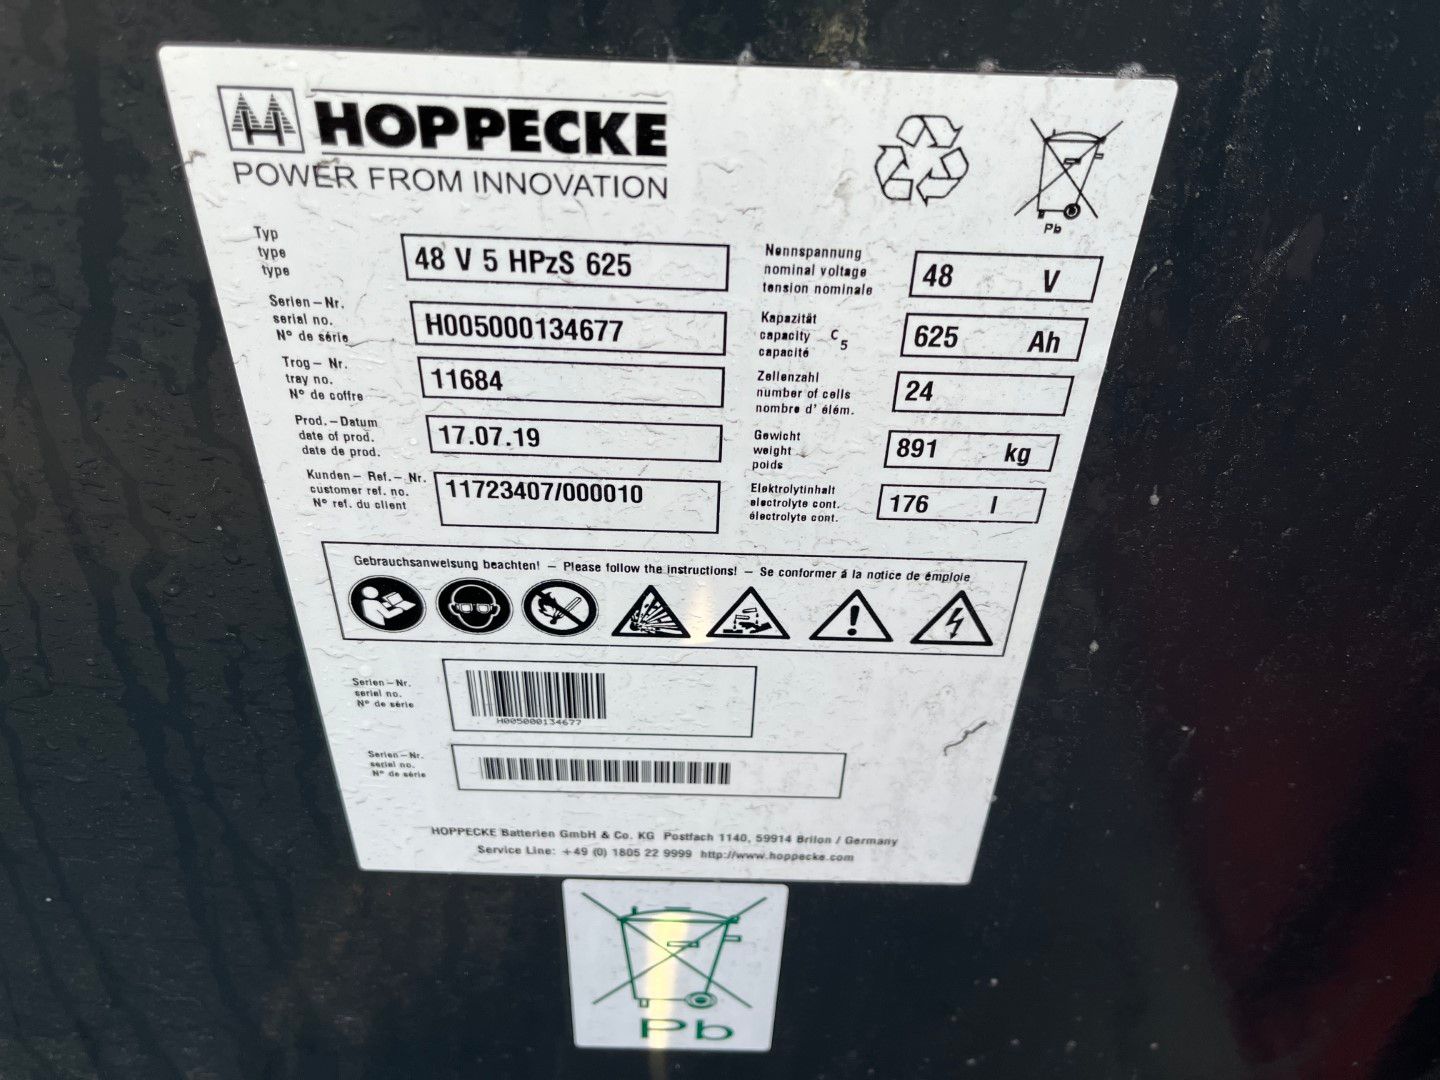 HOPPECKE
POWER FROM INNOVATION
Pb
Typ
type
type
48 V 5 HPzS 625
Serien-Nr.
serial no.
N° de série
H005000134677
Trog - Nr.
tray no.
N° de coffre
11684
Prod.-Datum
date of prod.
date de prod.
17.07.19
Kunden - Ref.- Nr.
customer ref. no.
N° ref. du client
11723407/000010
Nennspannung
nominal voltage
tension nominale
48 V
Kapazität
capacity C5
capacité
625 Ah
Zellenzahl
number of cells
nombre d' élém.
24
Gewicht
weight
poids
891 kg
Elektrolytinhalt
electrolyte cont.
électrolyte cont.
176 l
Gebrauchsanweisung beachten! - Please follow the instructions! - Se conformer á la notice de émploie
Serien-Nr.
seriel no.
N° de série
H005000134677
Serien-Nr.
seriel no.
N° de série
HOPPECKE Batterien GmbH & Co. KG Postfach 1140, 59914 Brilon / Germany
Service Line: +49 (0) 1805 22 9999 http://www.hoppecke.com
Pb